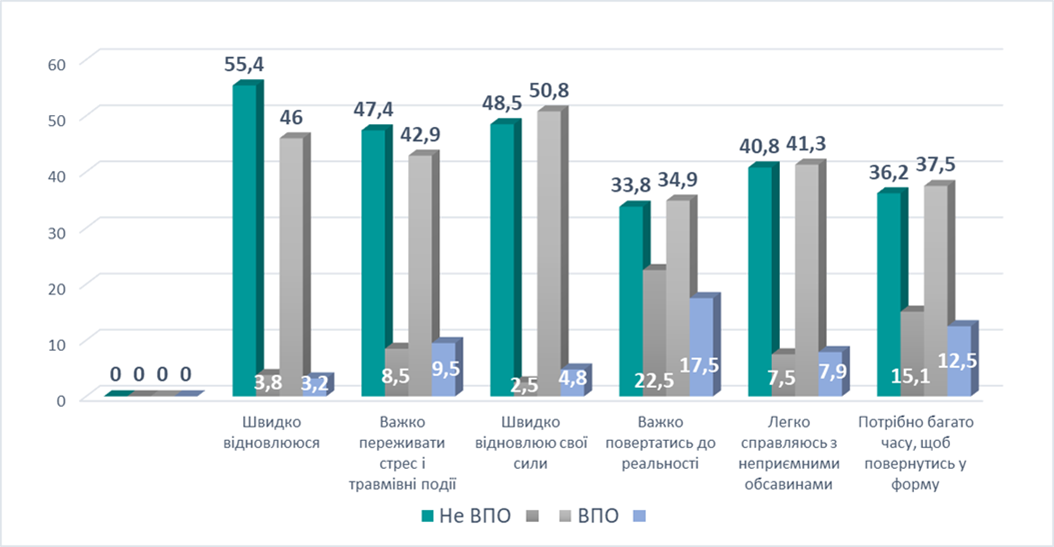 60
50
40
30
20
10
0
0 0 0 0
55,4
3,8
46
3,2
47,4
8,5
42,9
9,5
48,5
2,5
50,8
4,8
33,8
22,5
34,9
17,5
40,8
7,5
41,3
7,9
36,2
15,1
37,5
12,5
Швидко
відновлююся
Важко
переживати
стрес і
травмівні події
Швидко
відновлюю свої
сили
Важко
повертатись до
реальності
Легко
справляюсь з
неприємними
обсавинами
Потрібно багато
часу, щоб
повернутись у
форму
Не ВПО ВПО